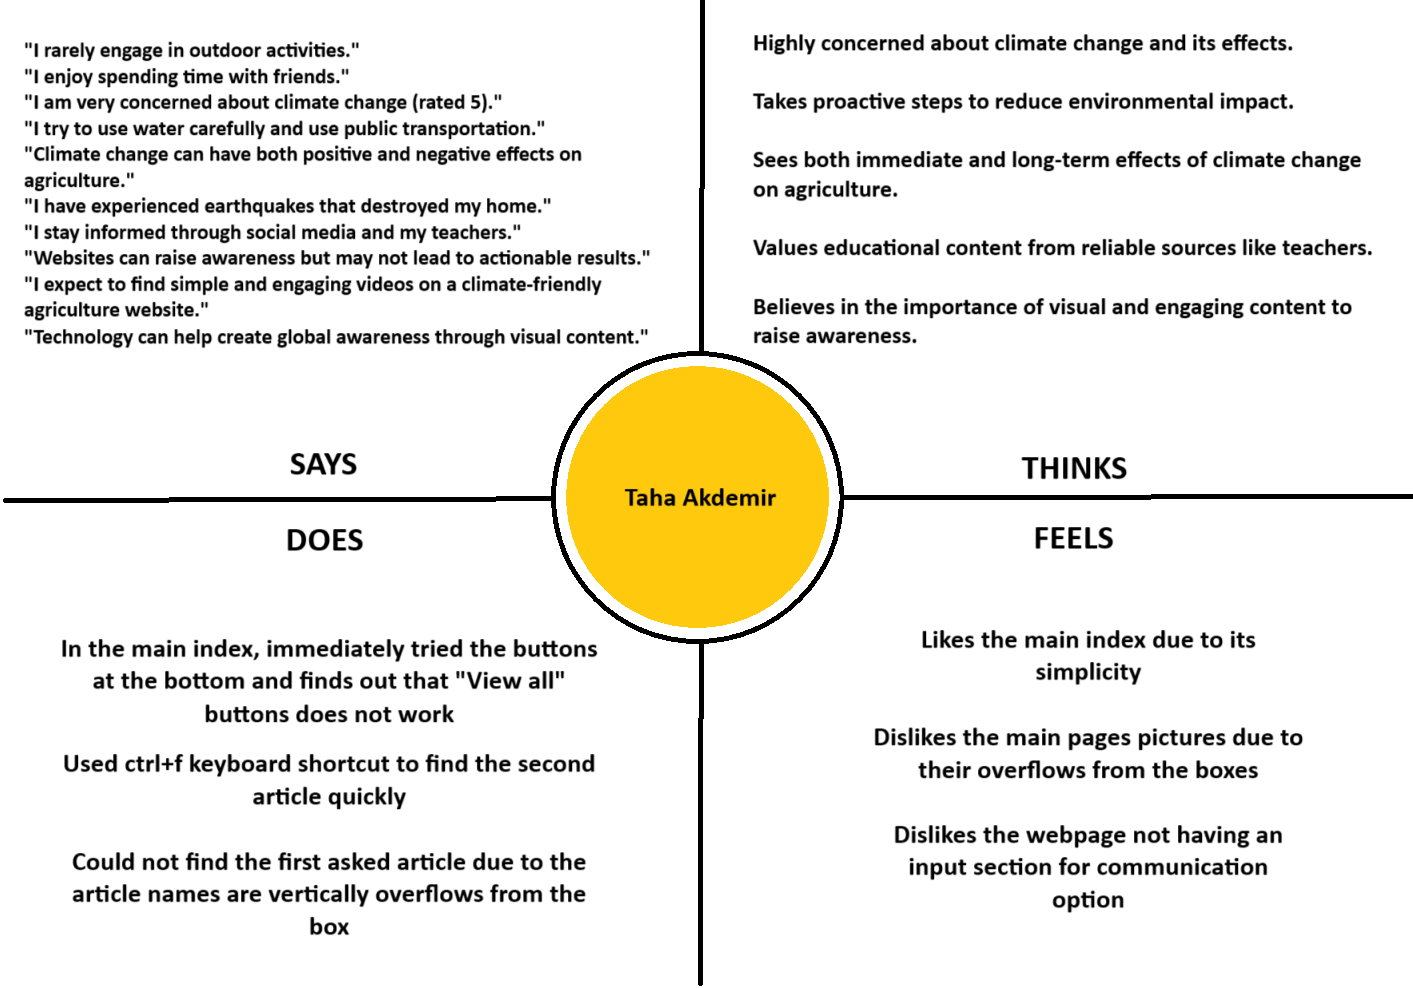 "I rarely engage in outdoor activities."
"I enjoy spending time with friends."
"I am very concerned about climate change (rated 5)."
"I try to use water carefully and use public transportation."
"Climate change can have both positive and negative effects on
agriculture."
"I have experienced earthquakes that destroyed my home."
"I stay informed through social media and my teachers."
"Websites can raise awareness but may not lead to actionable results."
"I expect to find simple and engaging videos on a climate-friendly
agriculture website."
"Technology can help create global awareness through visual content."
SAYS
Highly concerned about climate change and its effects.
Takes proactive steps to reduce environmental impact.
Sees both immediate and long-term effects of climate change
on agriculture.
Values educational content from reliable sources like teachers.
Believes in the importance of visual and engaging content to
raise awareness.
THINKS
Taha Akdemir
DOES
In the main index, immediately tried the buttons
at the bottom and finds out that "View all"
buttons does not work
Used ctrl+f keyboard shortcut to find the second
article quickly
Could not find the first asked article due to the
article names are vertically overflows from the
box
FEELS
Likes the main index due to its
simplicity
Dislikes the main pages pictures due to
their overflows from the boxes
Dislikes the webpage not having an
input section for communication
option